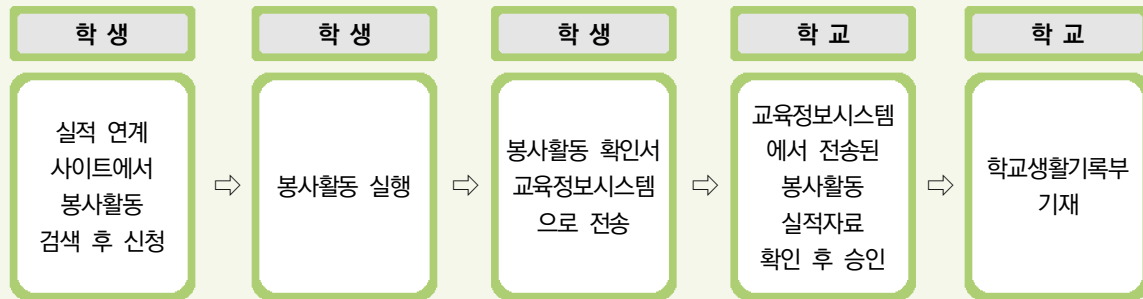 학 생
실적 연계
사이트에서
봉사활동
검색 후 신청
⇨
학 생
봉사활동 실행
⇨
학 생
봉사활동 확인서
교육정보시스템
으로 전송
⇨
학 교
교육정보시스템
에서 전송된
봉사활동
실적자료
확인 후 승인
⇨
학 교
학교생활기록부
기재